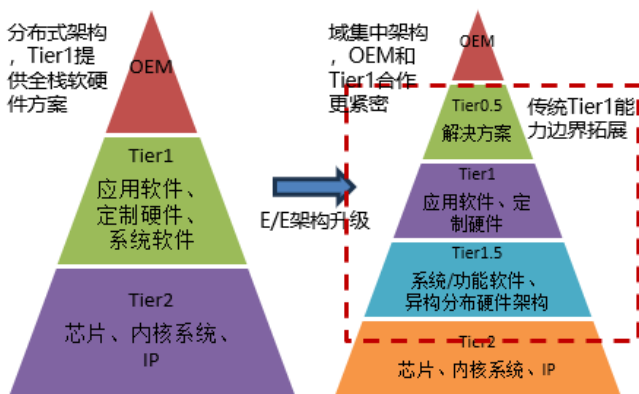 分布式架构
，Tier1提
供全栈软硬
件方案
OEM
Tier1
应用软件、
定制硬件、
系统软件
Tier2
芯片、内核系统、
IP
E/E架构升级
域集中架构
，OEM和
Tier1合作
更紧密
OEM
Tier0.5
解决方案
传统Tier1能
力边界拓展
Tier1
应用软件、定
制硬件
Tier1.5
系统/功能软件、
异构分布硬件架构
Tier2
芯片、内核系统、IP